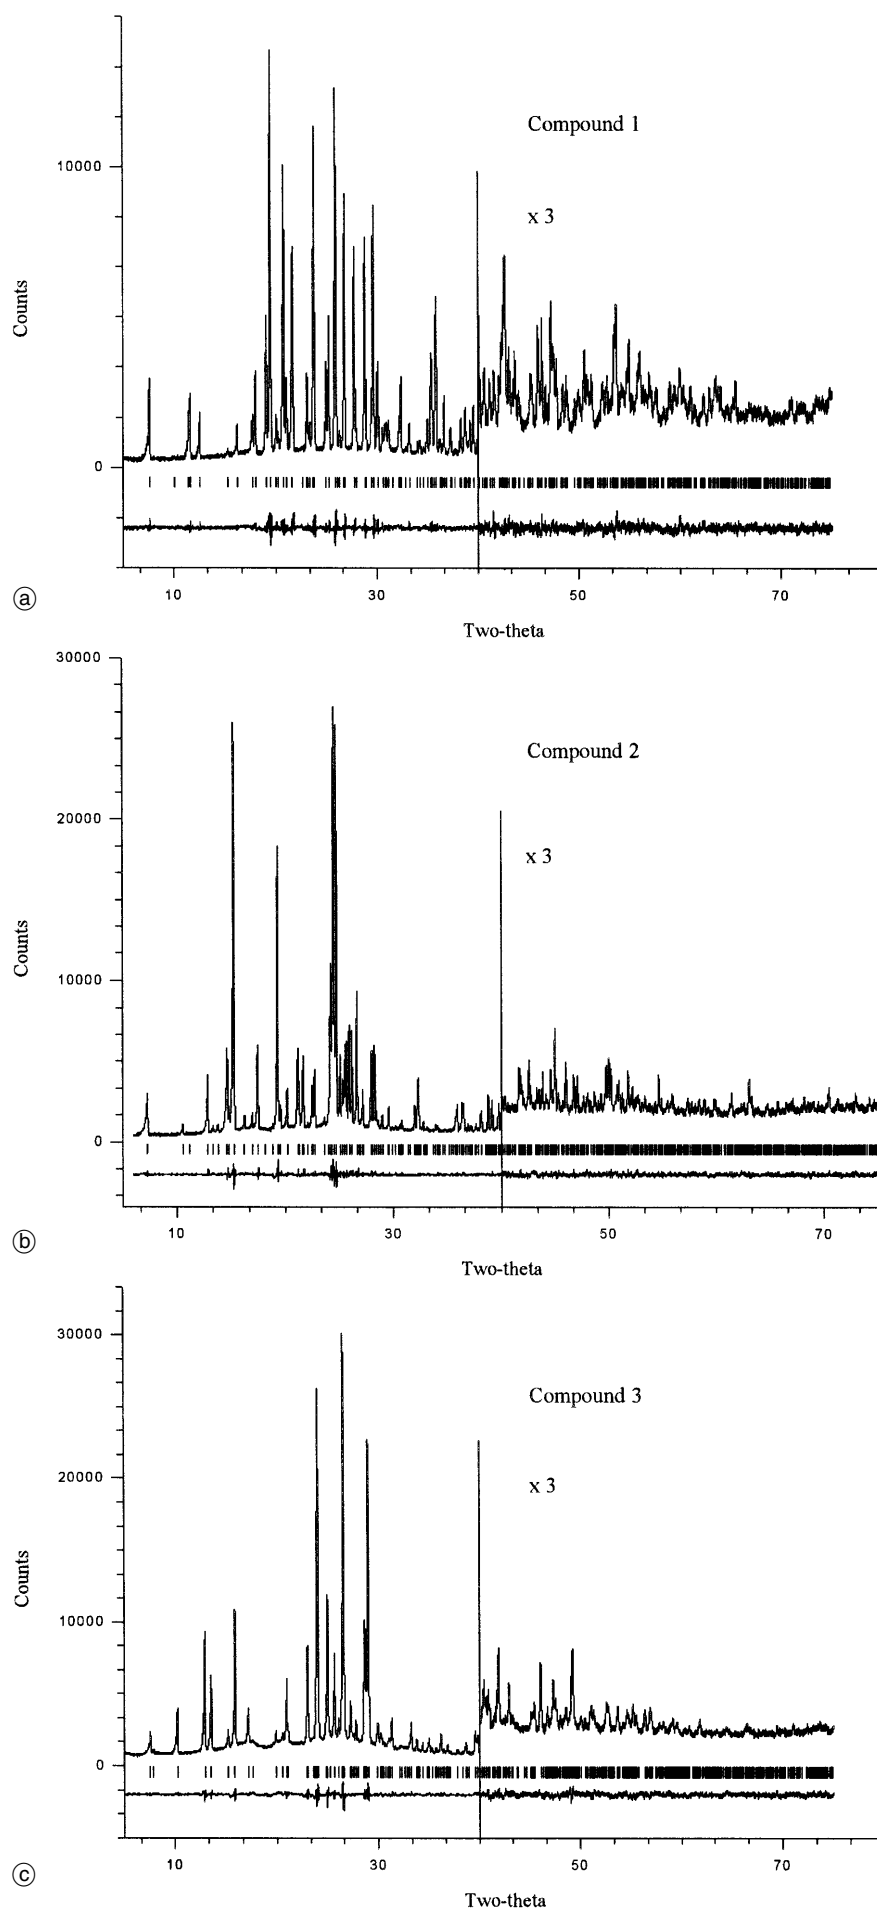 Compound 1
10000
x 3
Counts
0
10 30 50 70
ⓐ
Two-theta
30000
Compound 2
20000
x 3
Counts
10000
0
10 30 50 70
ⓑ
Two-theta
30000
Compound 3
20000
x 3
Counts
10000
0
10 30 50 70
ⓒ
Two-theta